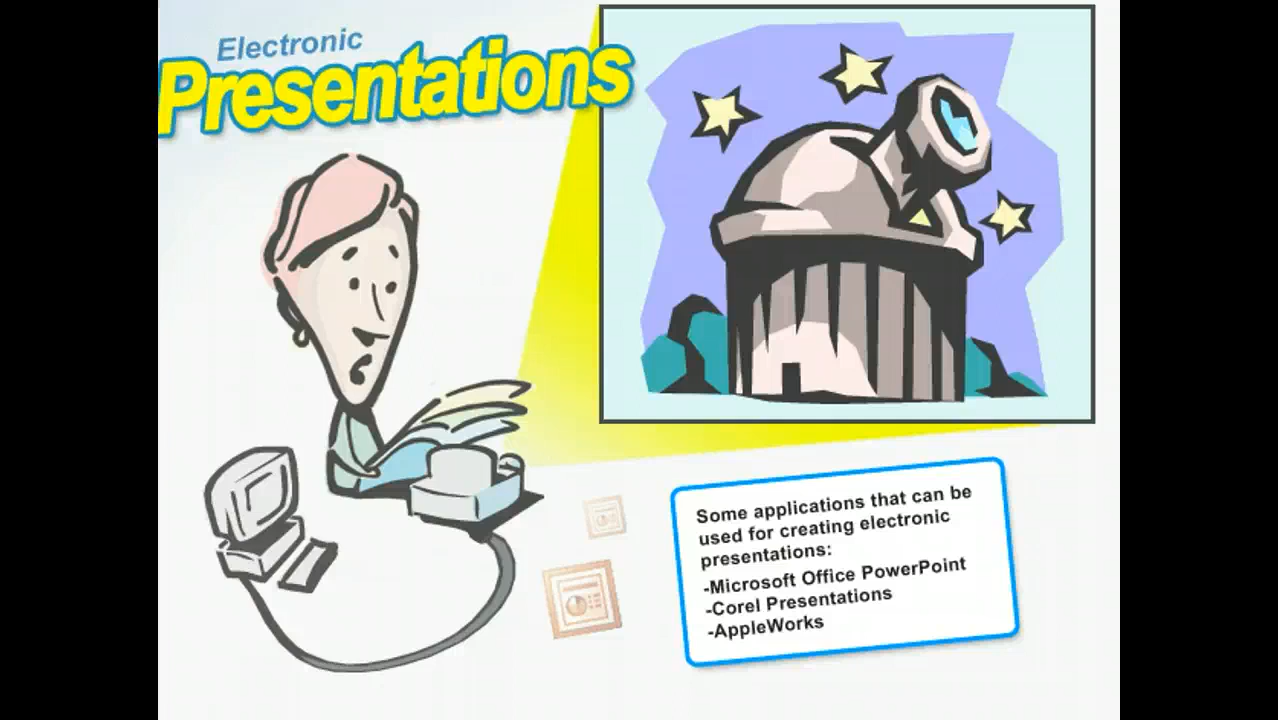 Electronic
Presentations
Some applications that can be
used for creating electronic
presentations:
-Microsoft Office PowerPoint
-Corel Presentations
-AppleWorks